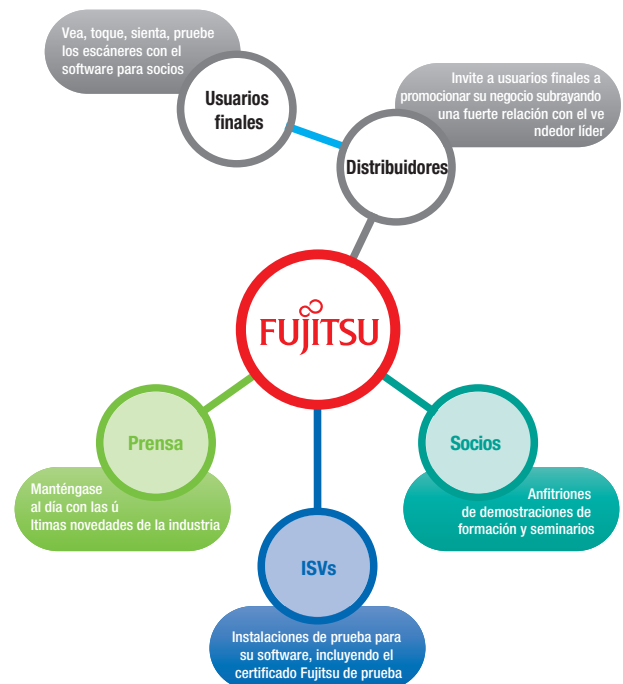 Vea, toque, sienta, pruebe
los escáneres con el
software para socios
Usuarios
finales
Invite a usuarios finales a
promocionar su negocio subrayando
una fuerte relación con el ve
ndedor líder
Distribuidores
FUJITSU
Prensa
Manténgase
al día con las ú
ltimas novedades de la industria
Socios
Anfitriones
de demostraciones de
formación y seminarios
ISVs
Instalaciones de prueba para
su software, incluyendo el
certificado Fujitsu de prueba